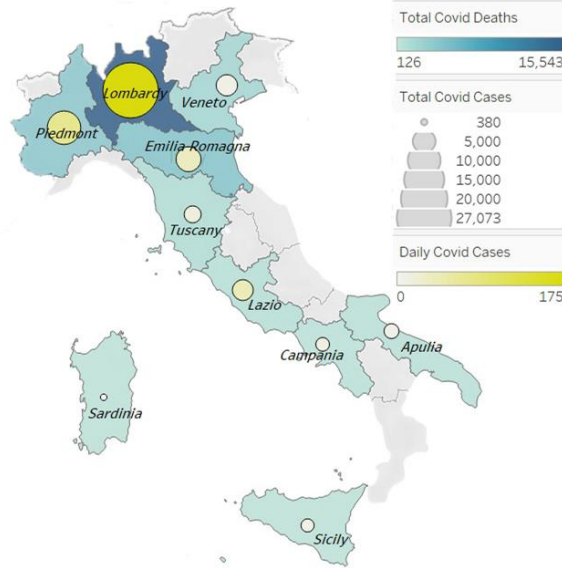 Total Covid Deaths
126 15,543
Total Covid Cases
380
5,000
10,000
15,000
20,000
27,073
Daily Covid Cases
0 175
Lombardy
Veneto
Piedmont
Emilia Romagna
Tuscany
Lazio
Campania
Apulia
Sardinia
Sicily